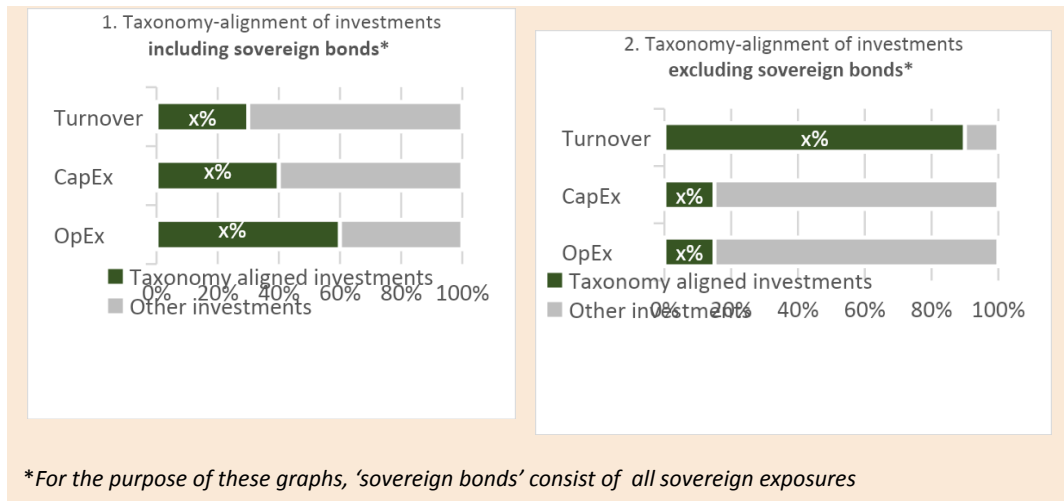 1. Taxonomy-alignment of investments
including sovereign bonds*
Turnover x%
CapEx x%
OpEx x%
Taxonomy aligned investments
0% 20% 40% 60% 80% 100%
Other investments
2. Taxonomy-alignment of investments
excluding sovereign bonds*
Turnover x%
CapEx x%
OpEx x%
Taxonomy aligned investments
Other investments
0% 20% 40% 60% 80% 100%
*For the purpose of these graphs, ‘sovereign bonds’ consist of all sovereign exposures